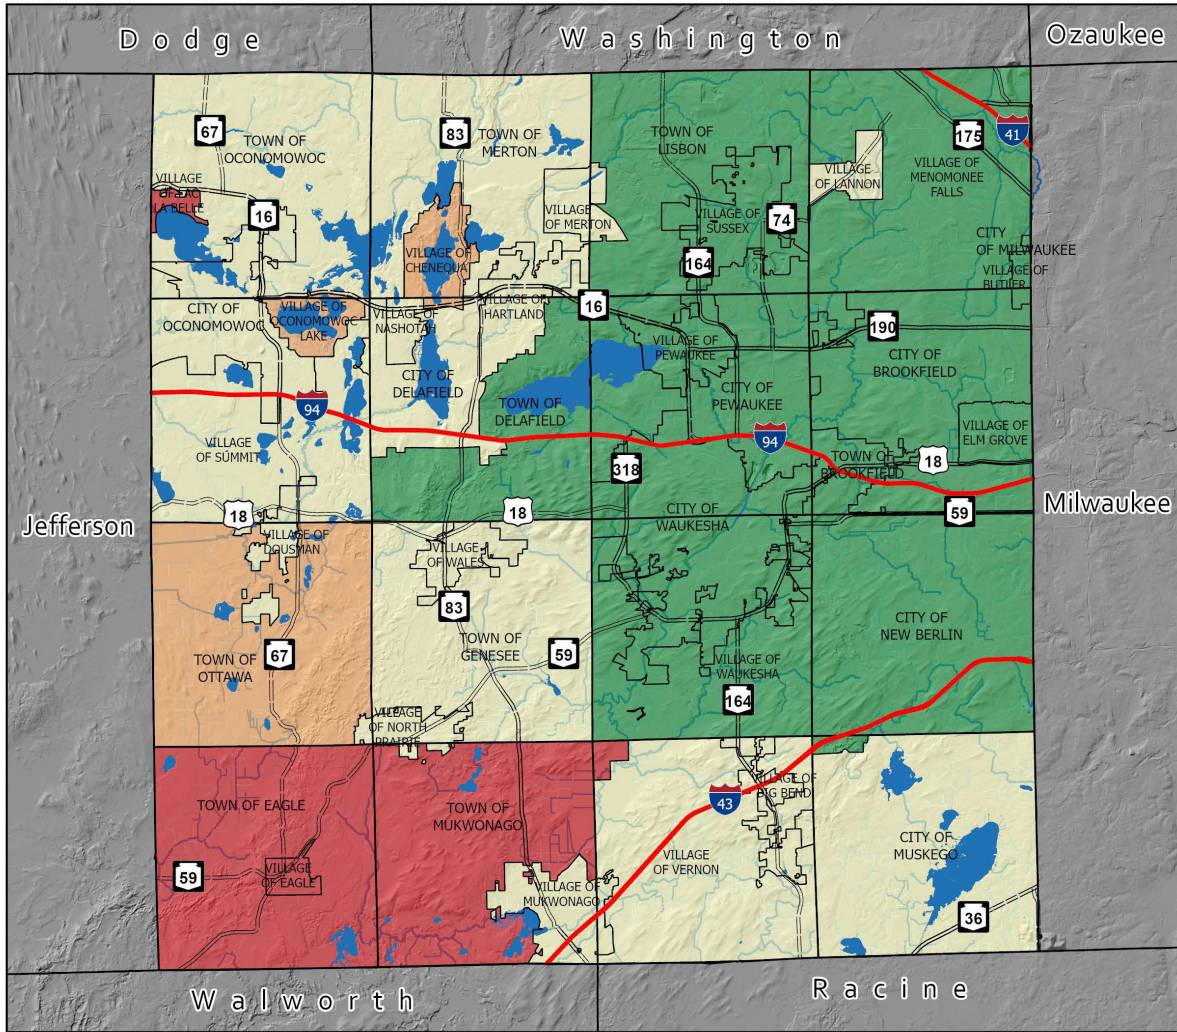 Dodge
Washington
Ozaukee
67
TOWN OF
OCONOMOWOC
83
TOWN OF
MERTON
TOWN OF
LISBON
175
41
VILLAGE OF
MENOMONEE
FALLS
VILLAGE
OF LANNON
VILLAGE
OF LAC
LA BELLE
16
VILLAGE
OF MERTON
VILLAGE OF
SUSSEX
74
CITY
OF MILWAUKEE
VILLAGE OF
BUTLER
VILLAGE OF
CHENEQUA
164
CITY OF
OCONOMOWOC
VILLAGE OF
OCONOMOWOC
LAKE
VILLAGE OF
NASHOTAH
VILLAGE OF
HARTLAND
16
190
VILLAGE OF
PEWAUKEE
CITY OF
BROOKFIELD
CITY OF
DELAFIELD
CITY OF
PEWAUKEE
94
TOWN OF
DELAFIELD
VILLAGE OF
ELM GROVE
94
VILLAGE
OF SUMMIT
318
TOWN OF
BROOKFIELD
18
Jefferson
18
18
CITY OF
WAUKESHA
59
Milwaukee
VILLAGE OF
DOUSMAN
VILLAGE
OF WALES
83
CITY OF
NEW BERLIN
67
TOWN OF
OTTAWA
TOWN OF
GENESEE
59
VILLAGE OF
WAUKESHA
164
VILLAGE
OF NORTH
PRAIRIE
TOWN OF EAGLE
TOWN OF
MUKWONAGO
43
VILLAGE OF
BIG BEND
CITY OF
MUSKEGO
59
VILLAGE
OF EAGLE
VILLAGE OF
MUKWONAGO
VILLAGE
OF VERNON
36
Walworth
Racine